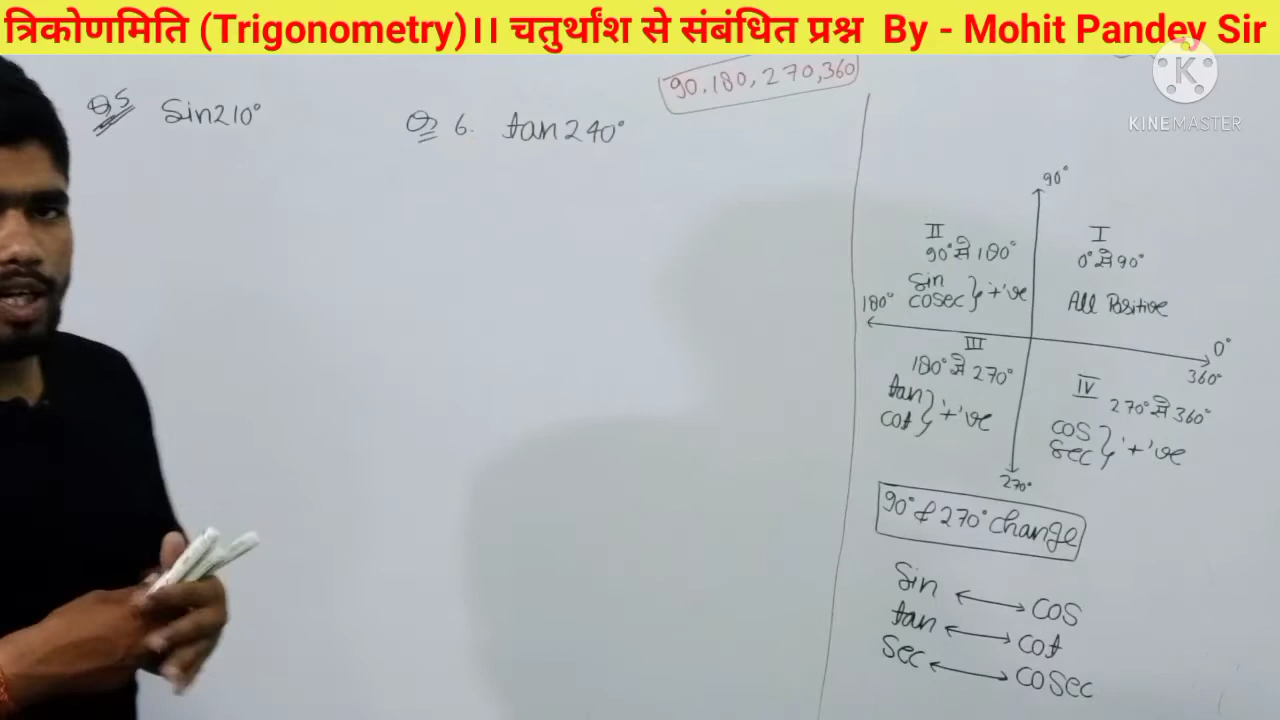 त्रिकोणमिति (Trigonometry)।। चतुर्थांश से संबंधित प्रश्न By - Mohit Pandey Sir
K
KINEMASTER
90,180,270,360
Q5 Sin210°
Q 6. tan240°
90°
II
90° से 180°
Sin
cosec } '+'ve
I
0° से 90°
All Positive
180°
0°
360°
III
180° से 270°
tan
cot } '+'ve
IV
270° से 360°
cos
Sec } '+'ve
270°
90° & 270° Change
Sin ↔ cos
tan ↔ cot
Sec ↔ cosec